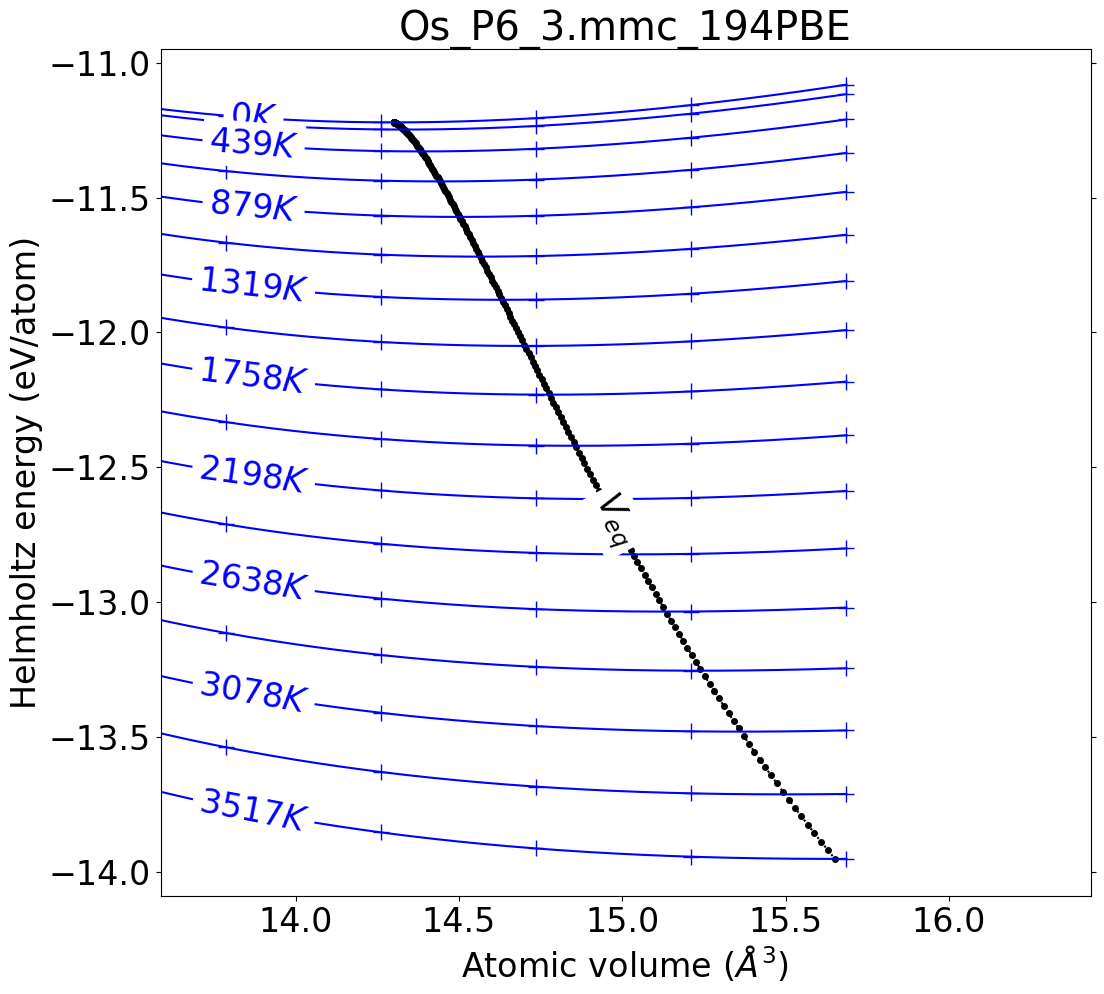 Os_P6_3.mmc_194PBE
Helmholtz energy (eV/atom)
−11.0
−11.5
−12.0
−12.5
−13.0
−13.5
−14.0
0K
439K
879K
1319K
1758K
2198K
2638K
3078K
3517K
V_eq
14.0 14.5 15.0 15.5 16.0
Atomic volume (Å³)